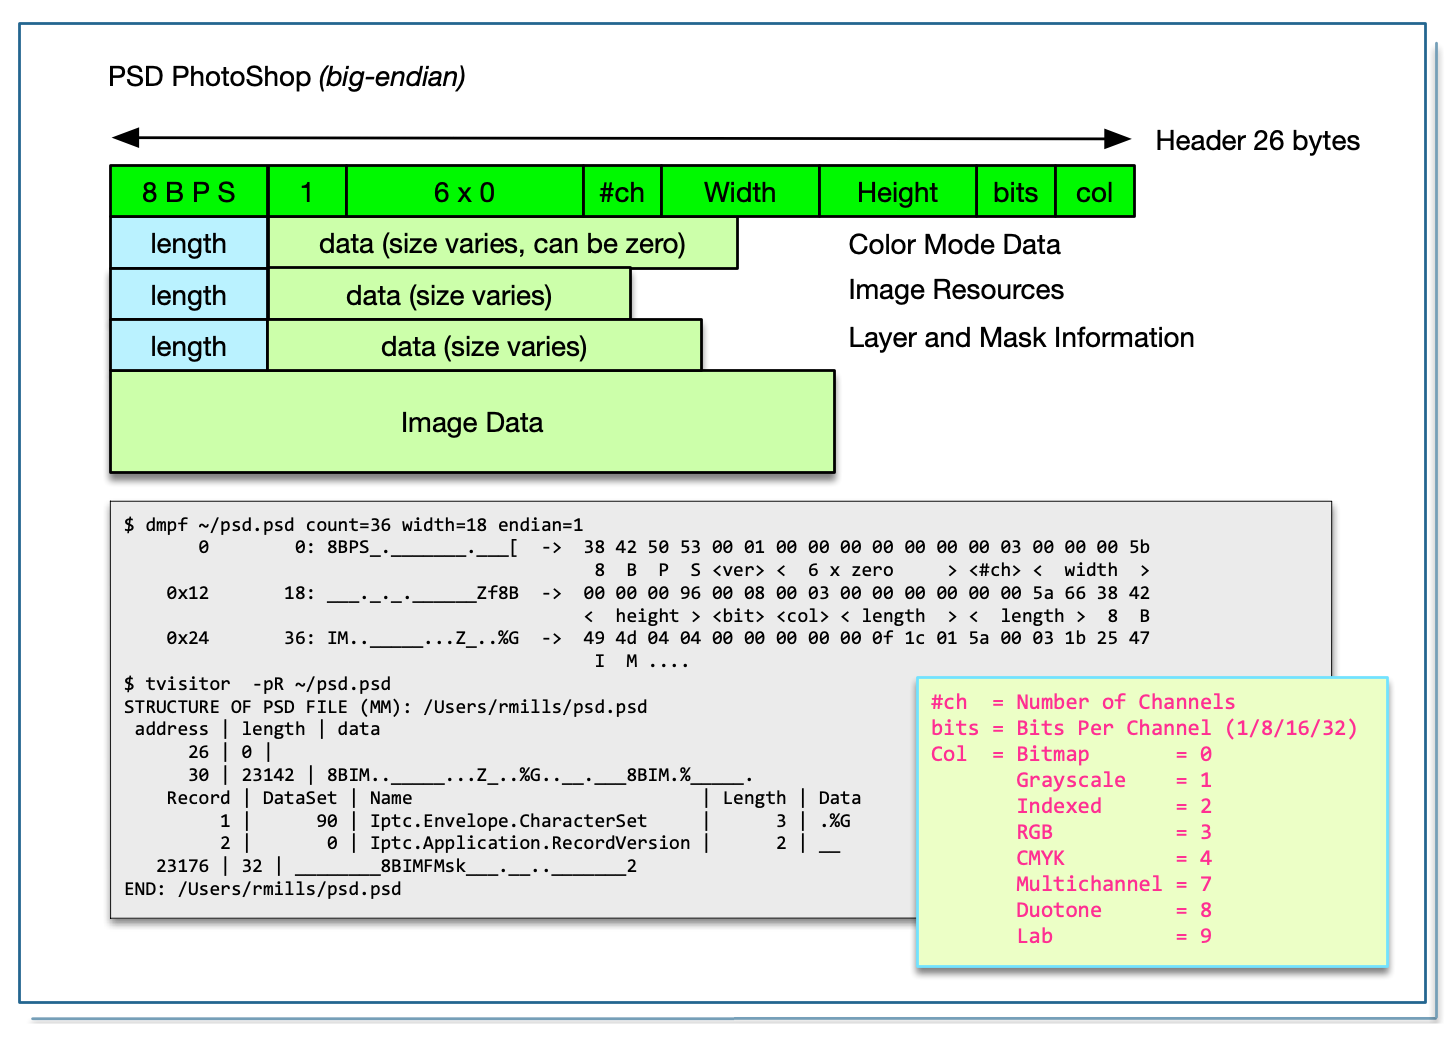 PSD PhotoShop (big-endian)
Header 26 bytes
8 B P S 1 6 x 0 #ch Width Height bits col
length data (size varies, can be zero) Color Mode Data
length data (size varies) Image Resources
length data (size varies) Layer and Mask Information
Image Data
$ dmpf ~/psd.psd count=36 width=18 endian=1
0 0: 8BPS_._______.___[ -> 38 42 50 53 00 01 00 00 00 00 00 00 00 03 00 00 00 5b
8 B P S <ver> < 6 x zero > <#ch> < width >
0x12 18: ___._._.______Zf8B -> 00 00 00 96 00 08 00 03 00 00 00 00 00 00 5a 66 38 42
< height > <bit> <col> < length > < length > 8 B
0x24 36: IM.._____...Z_..%G -> 49 4d 04 04 00 00 00 00 00 0f 1c 01 5a 00 03 1b 25 47
I M ....
$ tvisitor -pR ~/psd.psd
STRUCTURE OF PSD FILE (MM): /Users/rmills/psd.psd
address | length | data
26 | 0 |
30 | 23142 | 8BIM.._____...Z_..%G..__.___8BIM.%_____.
Record | DataSet | Name | Length | Data
1 | 90 | Iptc.Envelope.CharacterSet | 3 | .%G
2 | 0 | Iptc.Application.RecordVersion | 2 | __
23176 | 32 | ________8BIMFMsk___.__.._______2
END: /Users/rmills/psd.psd
#ch = Number of Channels
bits = Bits Per Channel (1/8/16/32)
Col = Bitmap = 0
Grayscale = 1
Indexed = 2
RGB = 3
CMYK = 4
Multichannel = 7
Duotone = 8
Lab = 9